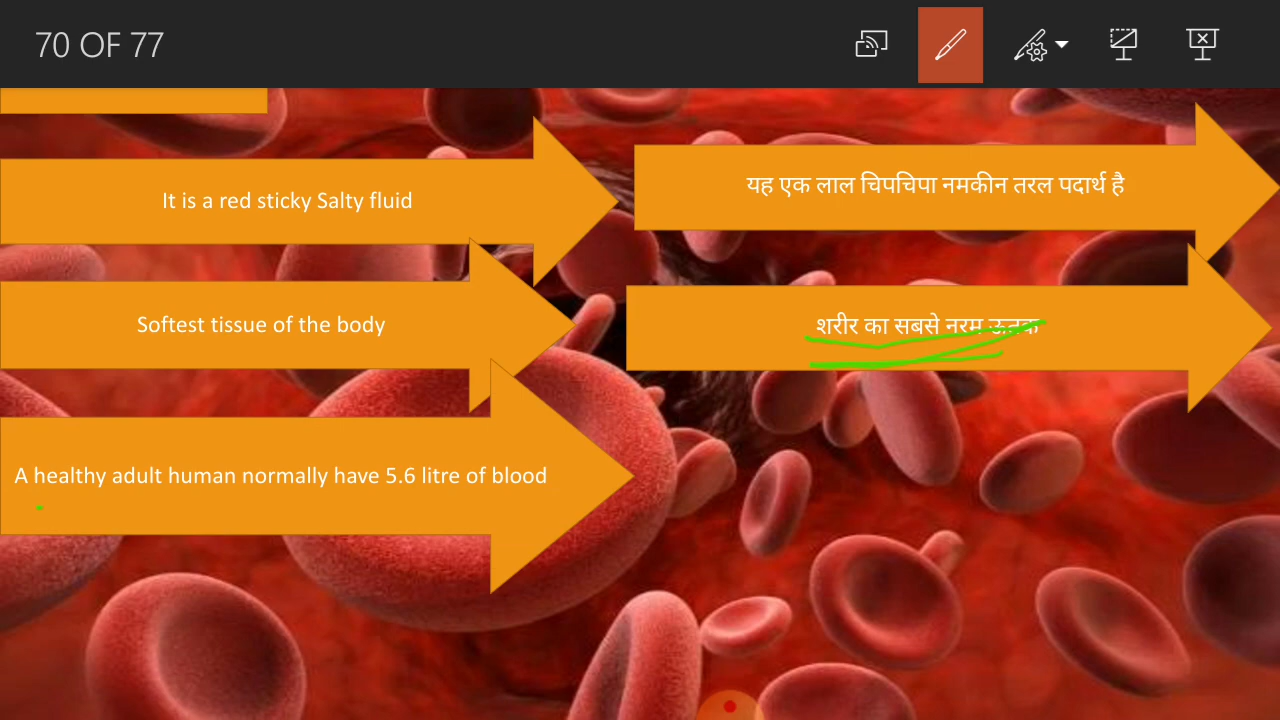 70 OF 77
It is a red sticky Salty fluid
यह एक लाल चिपचिपा नमकीन तरल पदार्थ है
Softest tissue of the body
शरीर का सबसे नरम ऊतक
A healthy adult human normally have 5.6 litre of blood